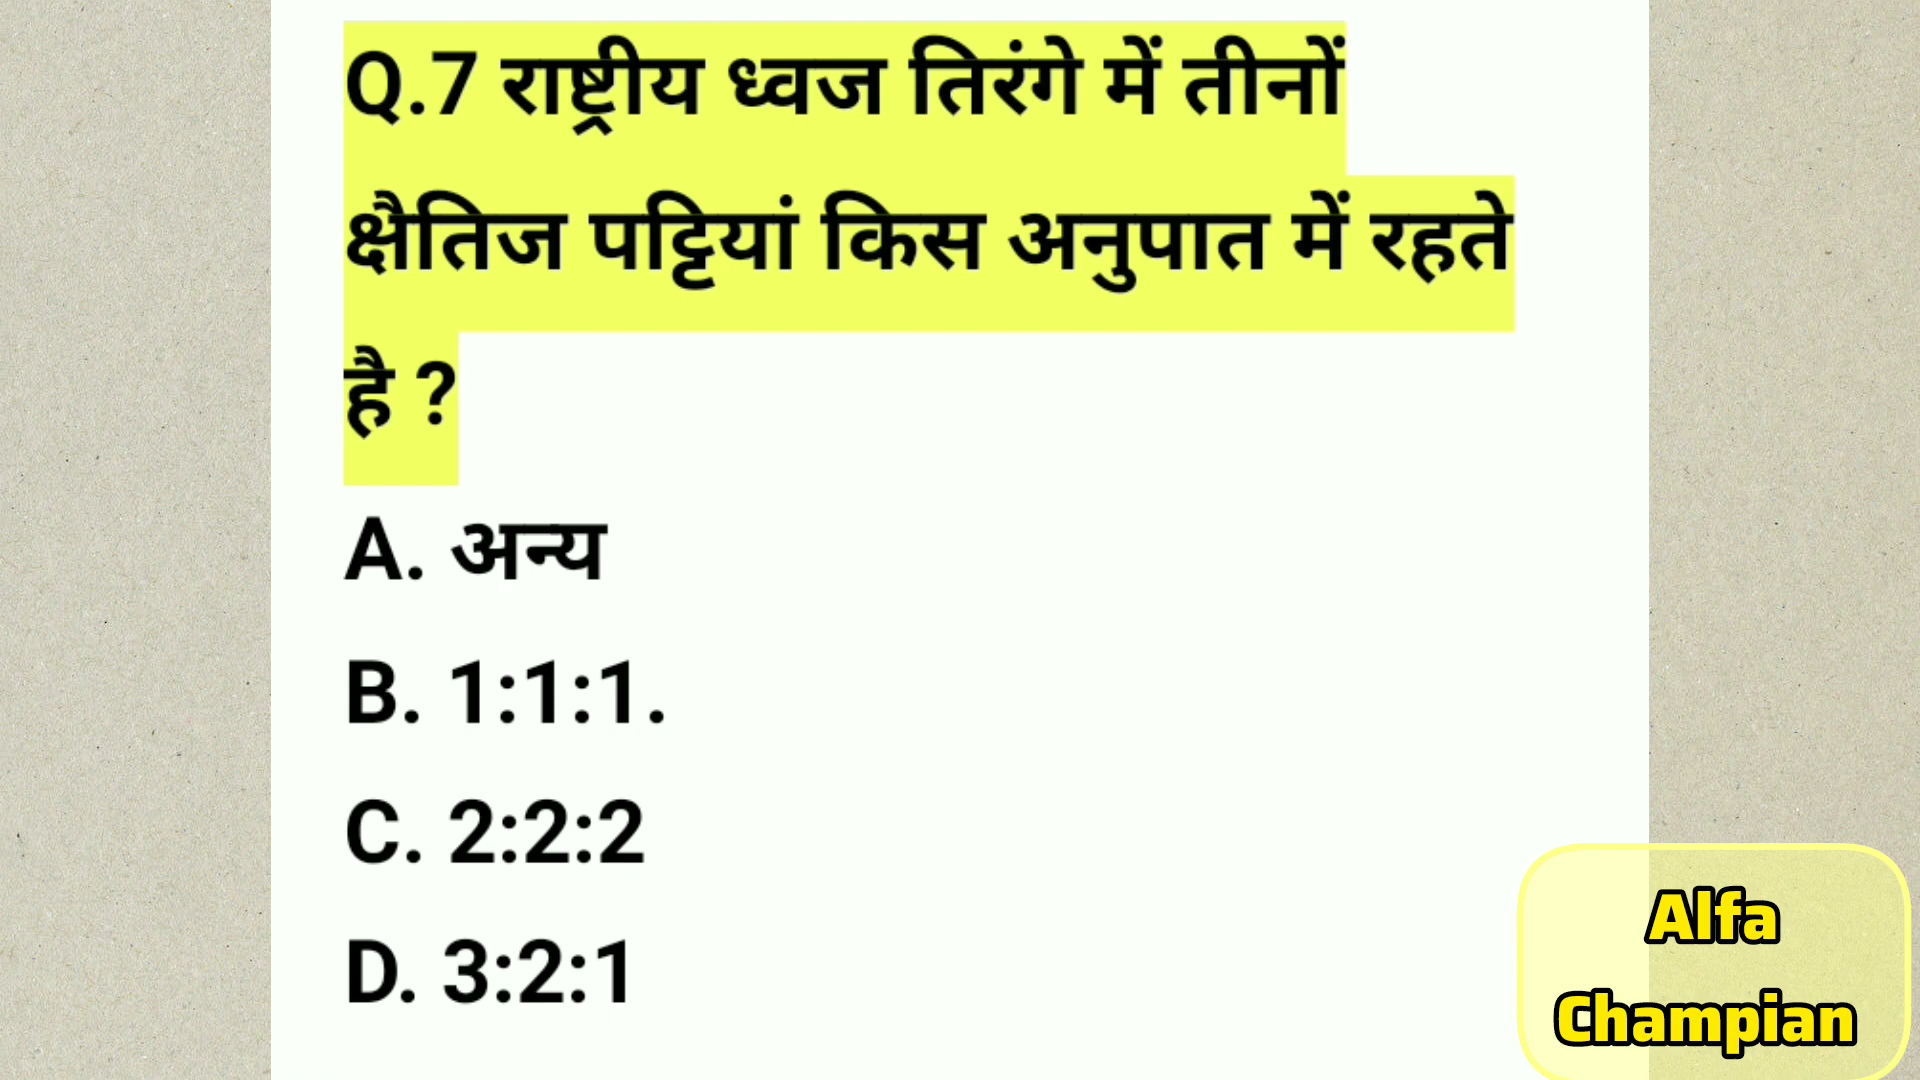 Q.7 राष्ट्रीय ध्वज तिरंगे में तीनों
क्षैतिज पट्टियां किस अनुपात में रहते
है ?
A. अन्य
B. 1:1:1.
C. 2:2:2
D. 3:2:1
Alfa
Champian